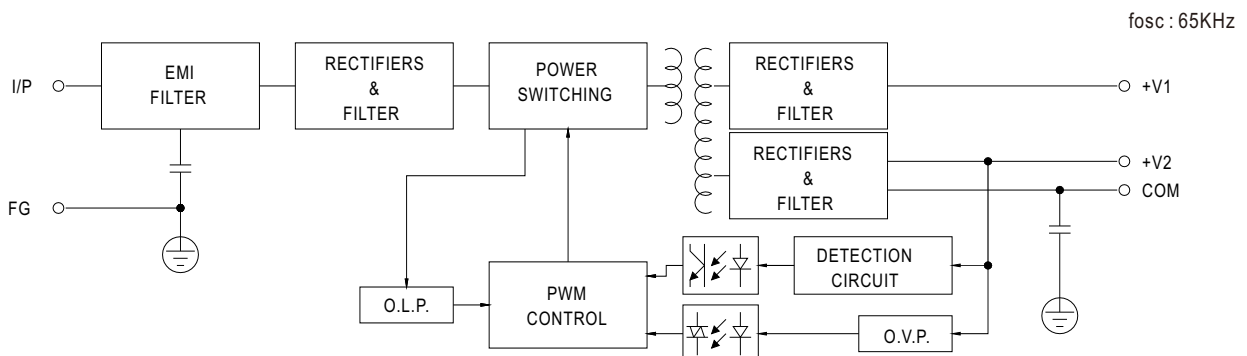 fosc : 65KHz
I/P
EMI
FILTER
RECTIFIERS
&
FILTER
POWER
SWITCHING
RECTIFIERS
&
FILTER
+V1
RECTIFIERS
&
FILTER
+V2
COM
FG
DETECTION
CIRCUIT
O.L.P.
PWM
CONTROL
O.V.P.